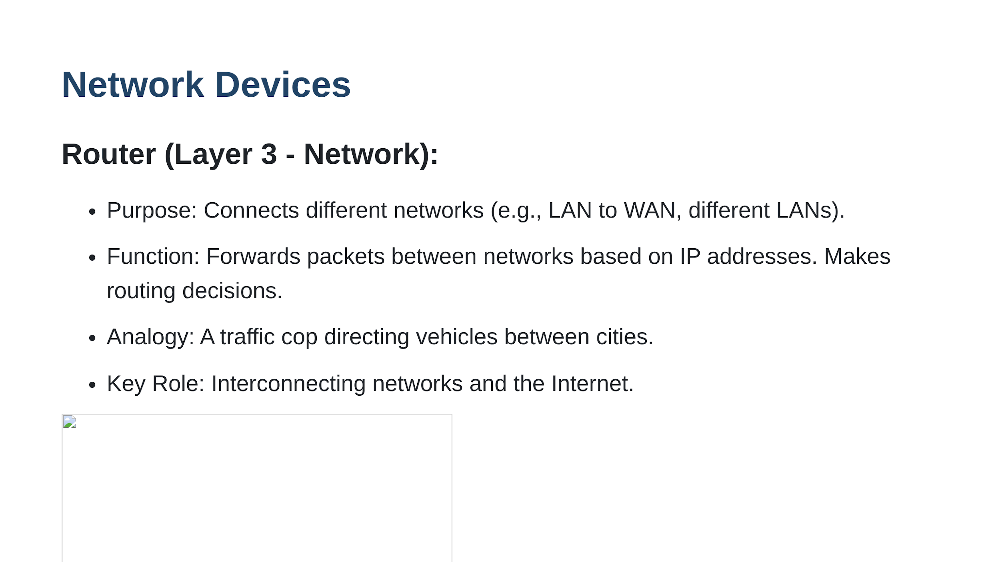 Network Devices
Router (Layer 3 - Network):
• Purpose: Connects different networks (e.g., LAN to WAN, different LANs).
• Function: Forwards packets between networks based on IP addresses. Makes
routing decisions.
• Analogy: A traffic cop directing vehicles between cities.
• Key Role: Interconnecting networks and the Internet.